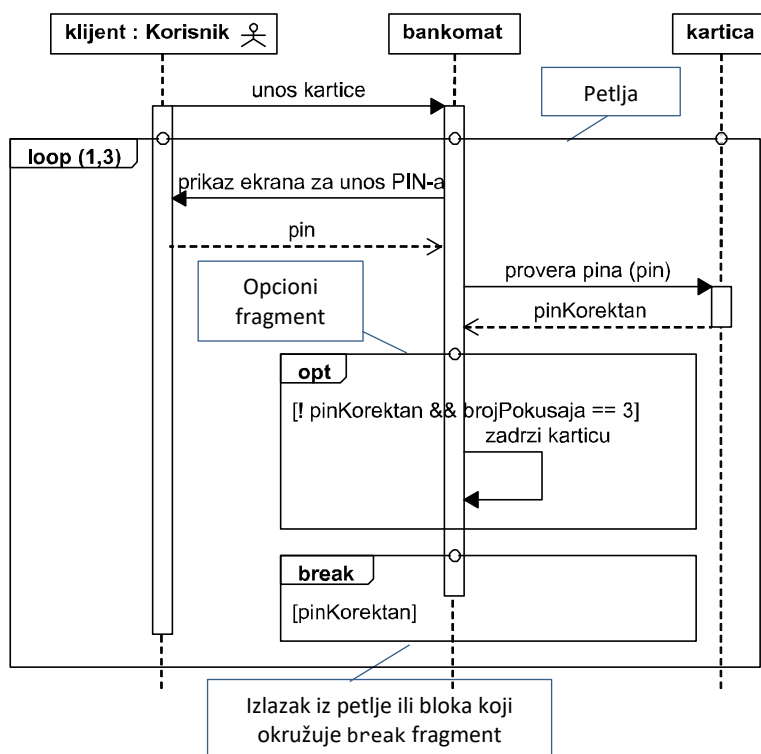 klijent : Korisnik
bankomat
kartica
unos kartice
Petlja
loop (1,3)
prikaz ekrana za unos PIN-a
pin
provera pina (pin)
Opcioni
fragment
pinKorektan
opt
[! pinKorektan && brojPokusaja == 3]
zadrzi karticu
break
[pinKorektan]
Izlazak iz petlje ili bloka koji
okružuje break fragment